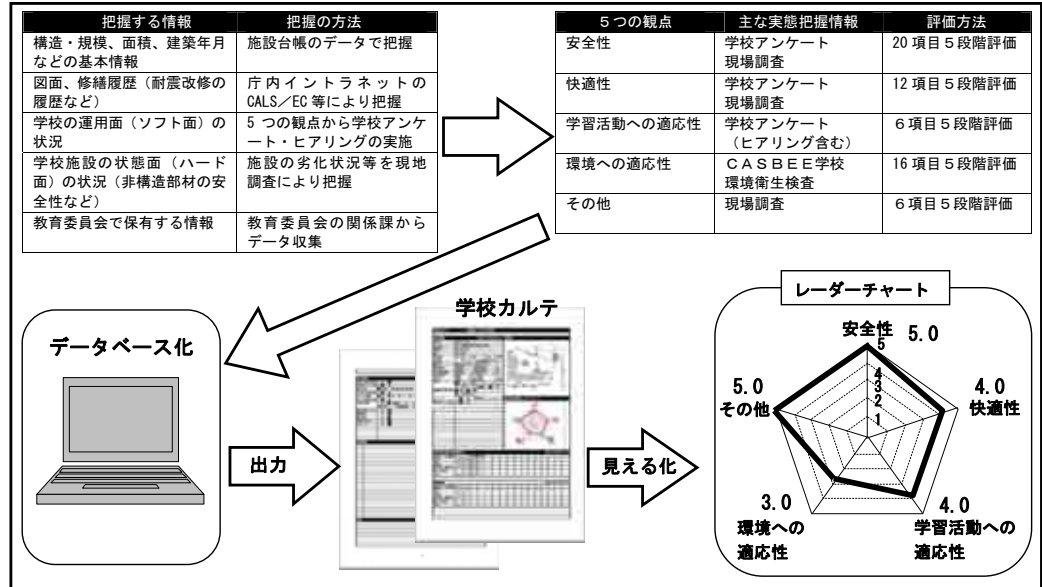 把握する情報 把握の方法
構造・規模、面積、建築年月 施設台帳のデータで把握
などの基本情報
図面、修繕履歴（耐震改修の 庁内イントラネットの
履歴など） CALS／EC 等により把握
学校の運用面（ソフト面）の 5 つの観点から学校アンケ
状況 ート・ヒアリングの実施
学校施設の状態面（ハード 施設の劣化状況等を現地
面）の状況（非構造部材の安 調査により把握
全性など）
教育委員会で保有する情報 教育委員会の関係課から
データ収集
５つの観点 主な実態把握情報 評価方法
安全性 学校アンケート 20 項目５段階評価
現場調査
快適性 学校アンケート 12 項目５段階評価
現場調査
学習活動への適応性 学校アンケート ６項目５段階評価
（ヒアリング含む）
環境への適応性 ＣＡＳＢＥＥ学校 16 項目５段階評価
環境衛生検査
その他 現場調査 ６項目５段階評価
データベース化
出力
学校カルテ
見える化
レーダーチャート
安全性 5.0
5
4
3
2
1
5.0
その他
4.0
快適性
3.0
環境への
適応性
4.0
学習活動への
適応性